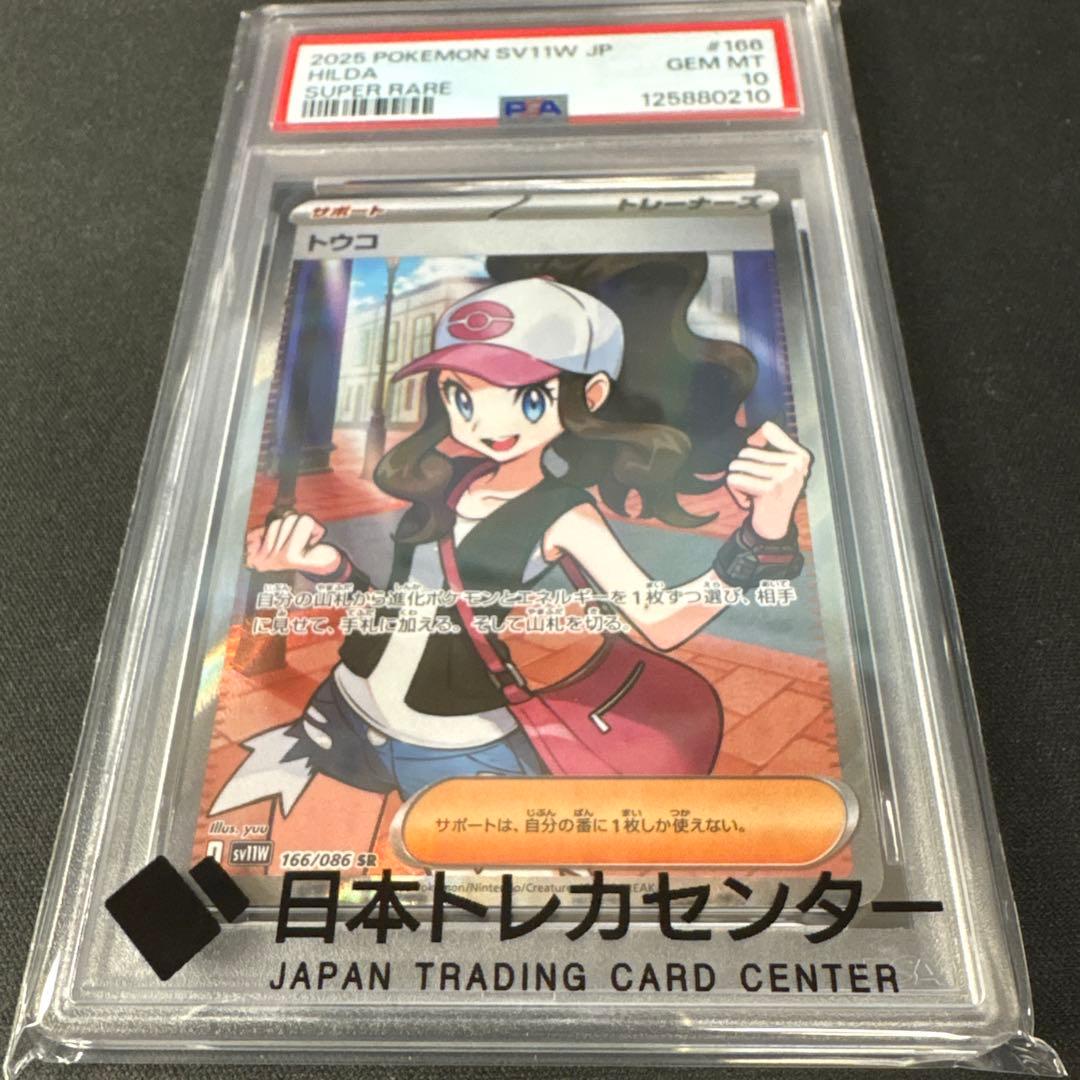 2025 POKEMON SV11W JP #166
HILDA GEM MT
SUPER RARE 10
PSA 125880210
サポート トレーナーズ
トウコ
自分の山札から進化ポケモンとエネルギーを1枚ずつ選び、相手
に見せて、手札に加える。そして山札を切る。
サポートは、自分の番に1枚しか使えない。
Illus. yuu
sv11W 166/086 SR
日本トレカセンター
JAPAN TRADING CARD CENTER